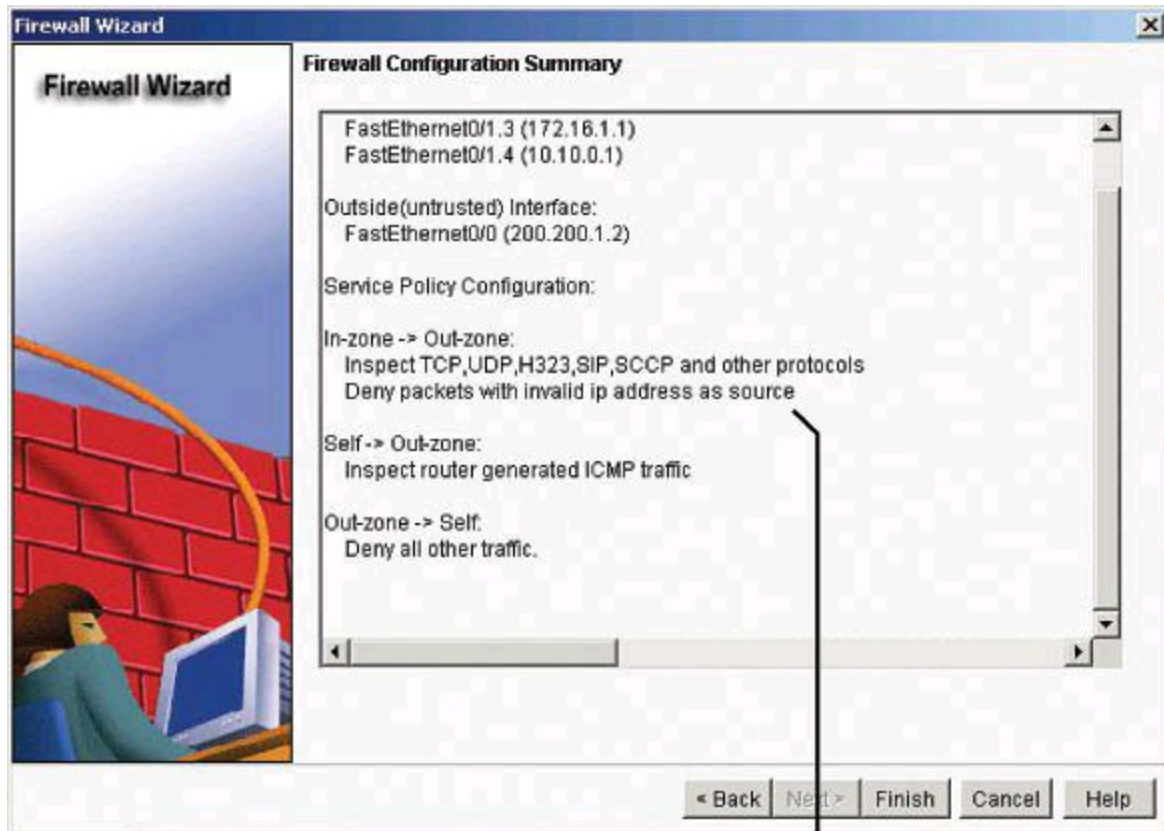 Firewall Wizard
Firewall Wizard
Firewall Configuration Summary
FastEthernet0/1.3 (172.16.1.1)
FastEthernet0/1.4 (10.10.0.1)
Outside(untrusted) Interface:
FastEthernet0/0 (200.200.1.2)
Service Policy Configuration:
In-zone -> Out-zone:
Inspect TCP,UDP,H323,SIP,SCCP and other protocols
Deny packets with invalid ip address as source
Self -> Out-zone:
Inspect router generated ICMP traffic
Out-zone -> Self:
Deny all other traffic.
< Back Next > Finish Cancel Help